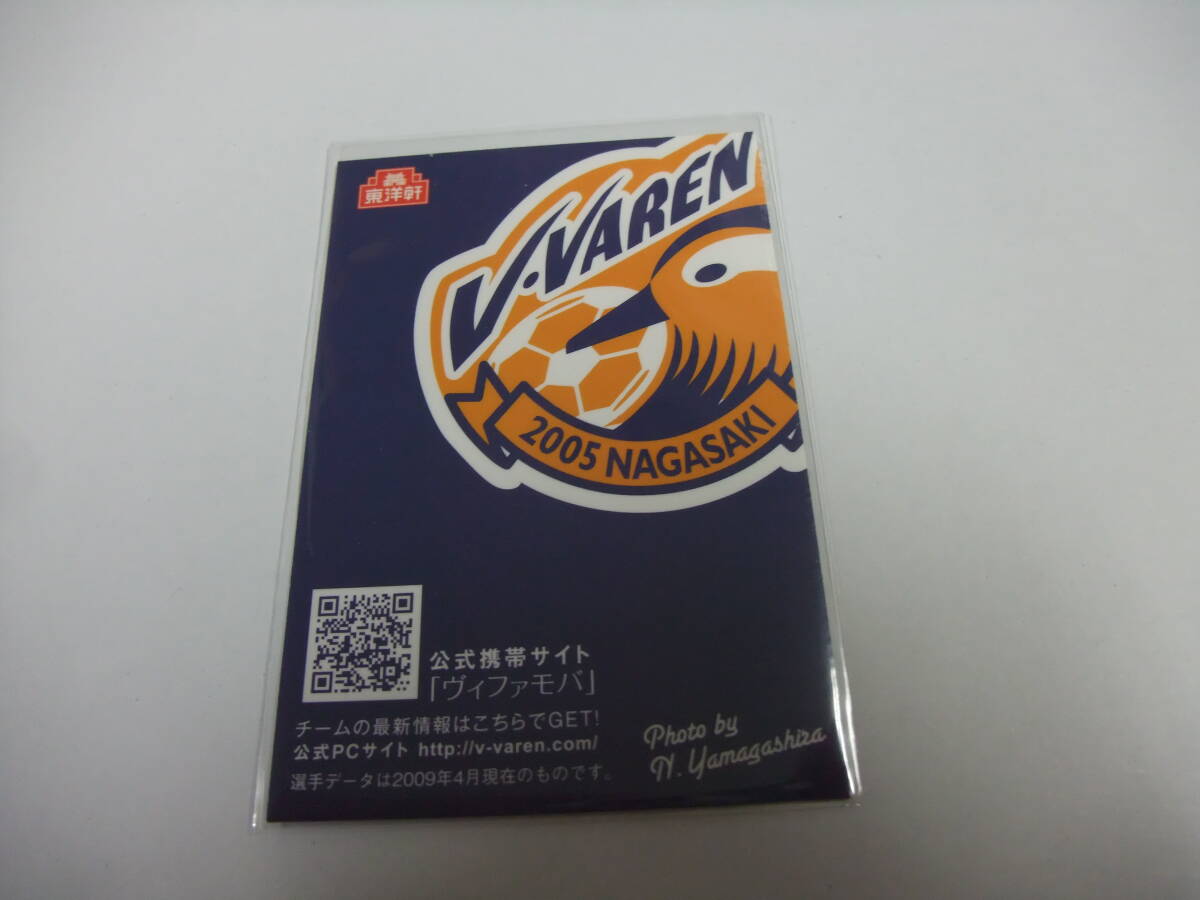 東洋軒
V・VAREN
2005 NAGASAKI
公式携帯サイト
「ヴィファモバ」
チームの最新情報はこちらでGET!
公式PCサイト http://v-varen.com/
選手データは2009年4月現在のものです。
Photo by
N. Yamagashira